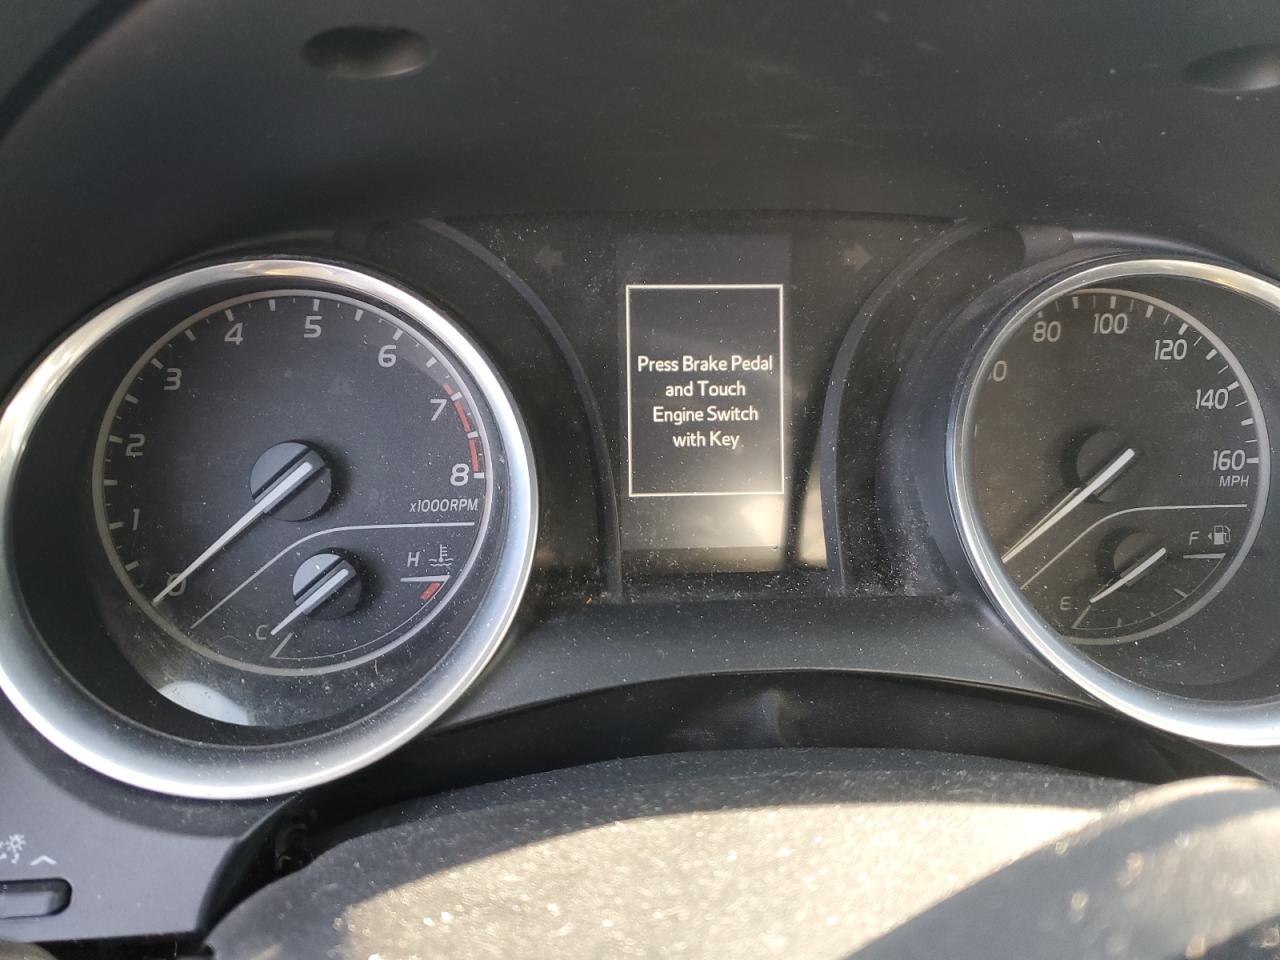 Press Brake Pedal
and Touch
Engine Switch
with Key
0
1
2
3
4
5
6
7
8
x1000RPM
H
C
80
100
120
140
160
MPH
F
E